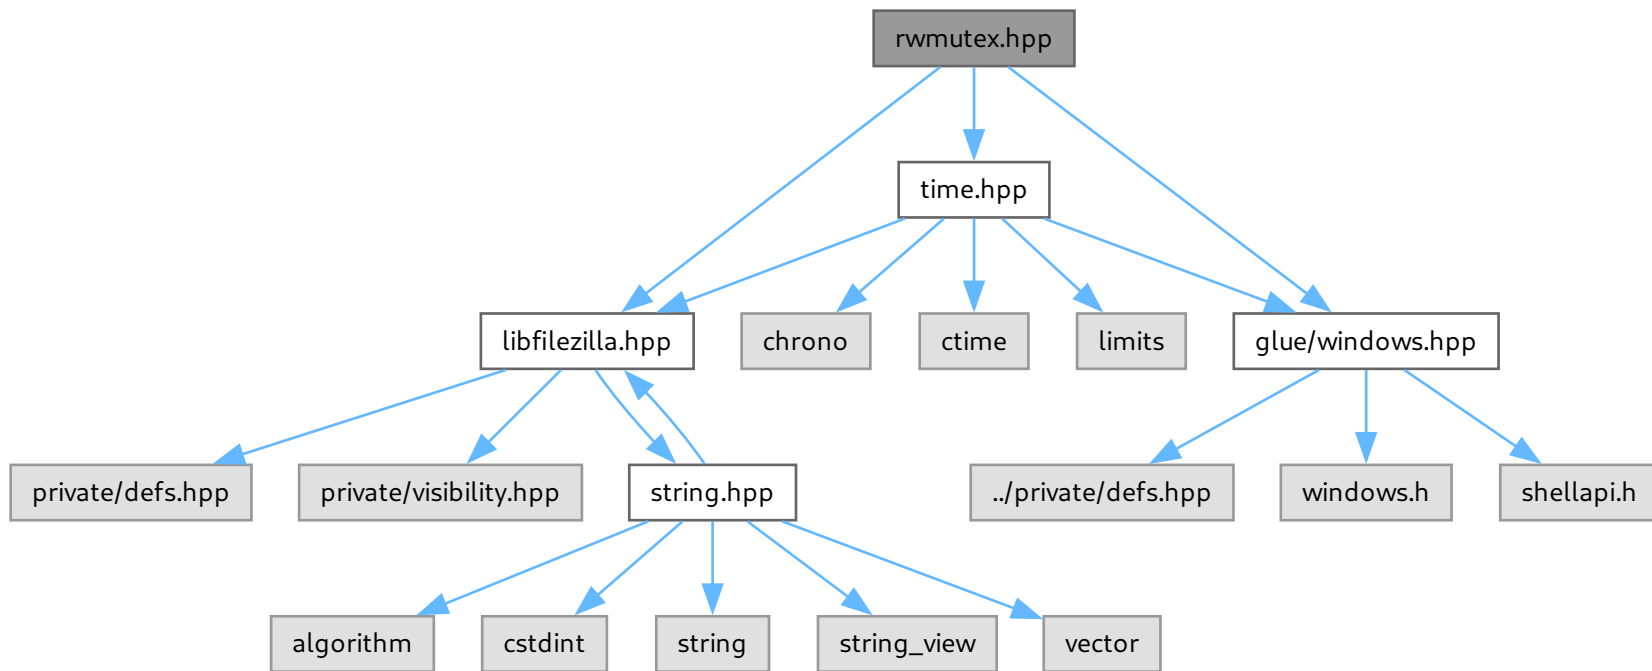 rwmutex.hpp
time.hpp
libfilezilla.hpp
chrono
ctime
limits
glue/windows.hpp
private/defs.hpp
private/visibility.hpp
string.hpp
../private/defs.hpp
windows.h
shellapi.h
algorithm
cstdint
string
string_view
vector